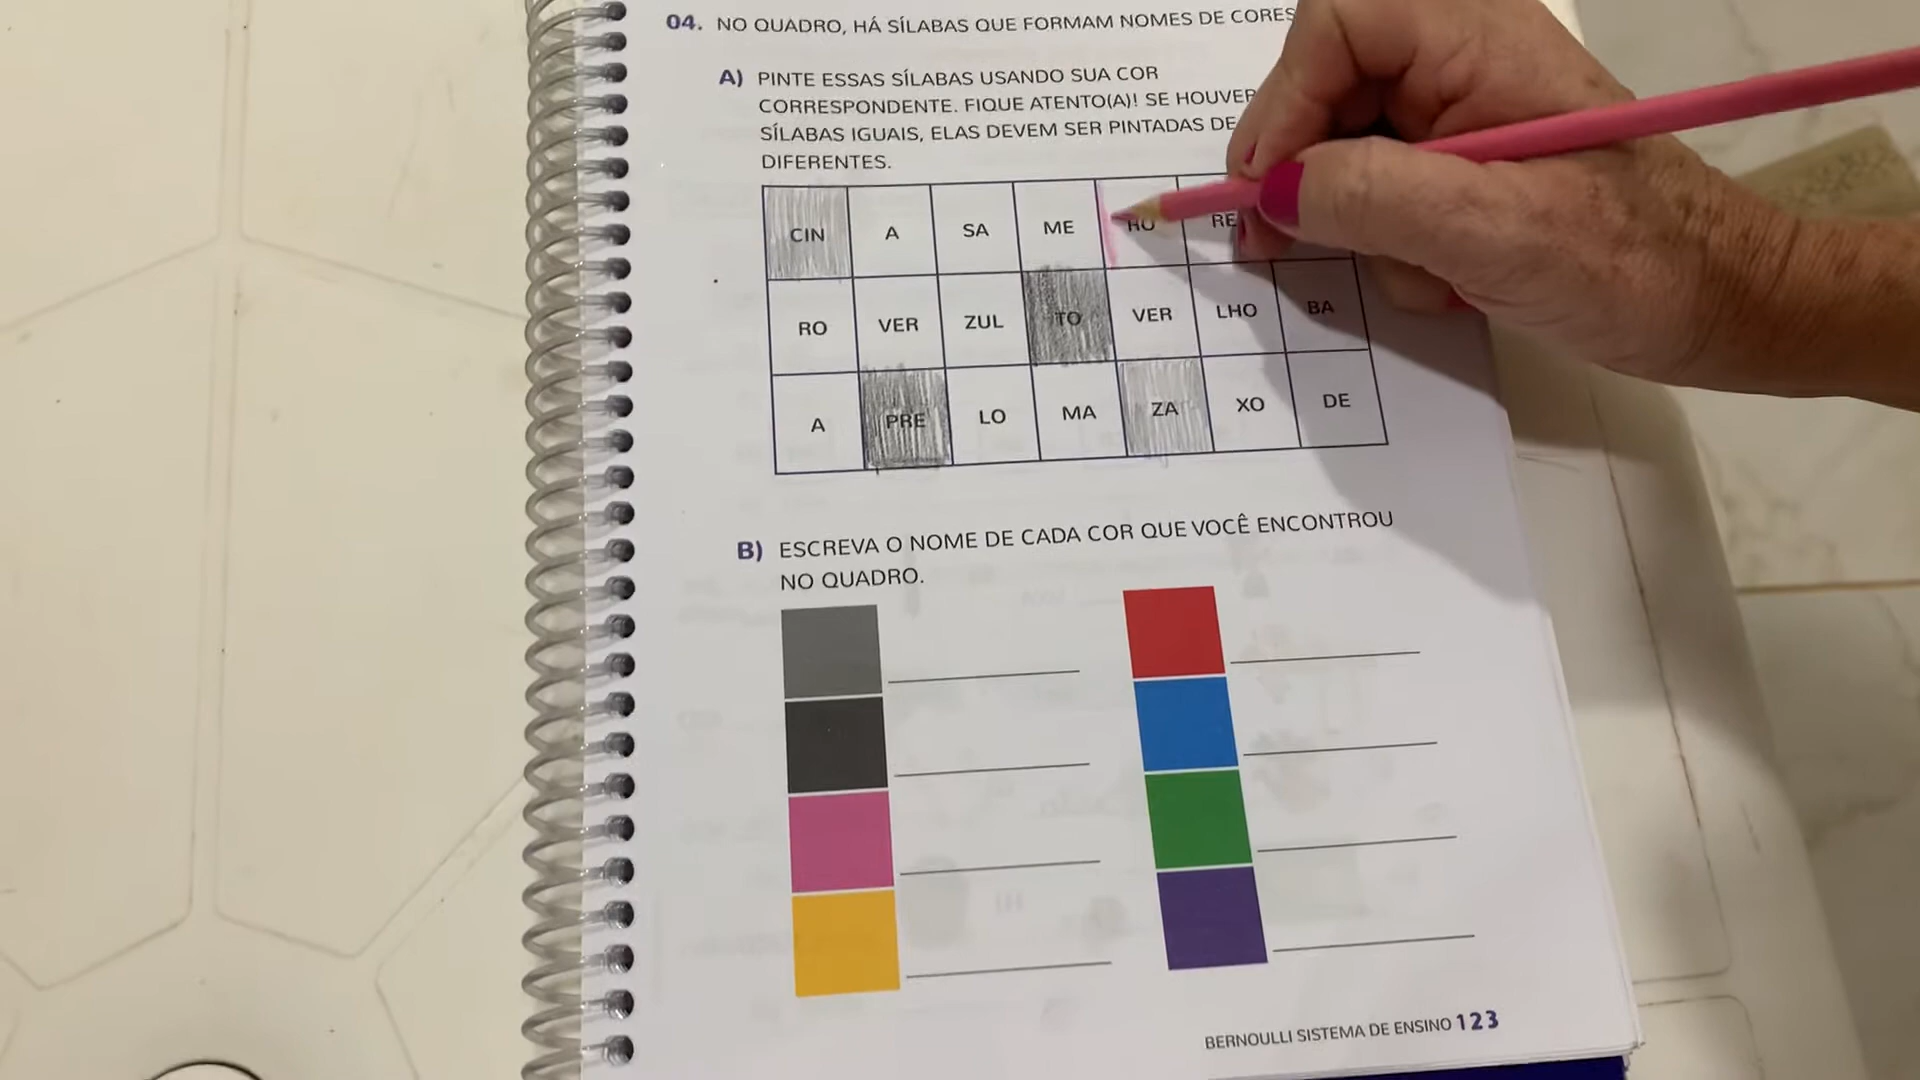 04. NO QUADRO, HÁ SÍLABAS QUE FORMAM NOMES DE CORES
A) PINTE ESSAS SÍLABAS USANDO SUA COR
CORRESPONDENTE. FIQUE ATENTO(A)! SE HOUVER
SÍLABAS IGUAIS, ELAS DEVEM SER PINTADAS DE
DIFERENTES.
CIN A SA ME RO RE
RO VER ZUL TO VER LHO BA
A PRE LO MA ZA XO DE
B) ESCREVA O NOME DE CADA COR QUE VOCÊ ENCONTROU
NO QUADRO.
BERNOULLI SISTEMA DE ENSINO 123